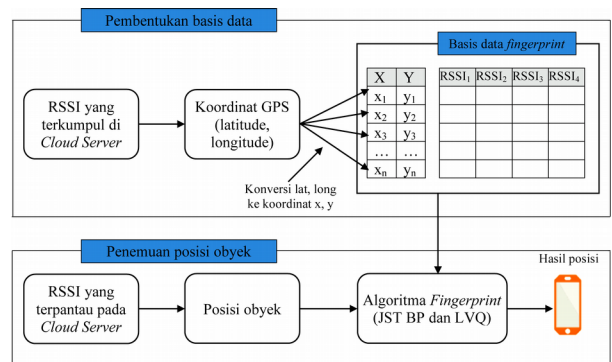 Pembentukan basis data
Basis data fingerprint
RSSI yang
terkumpul di
Cloud Server
Koordinat GPS
(latitude,
longitude)
Konversi lat, long
ke koordinat x, y
X Y
x₁ y₁
x₂ y₂
x₃ y₃
... ...
xₙ yₙ
RSSI₁ RSSI₂ RSSI₃ RSSI₄
Penemuan posisi obyek
RSSI yang
terpantau pada
Cloud Server
Posisi obyek
Algoritma Fingerprint
(JST BP dan LVQ)
Hasil posisi